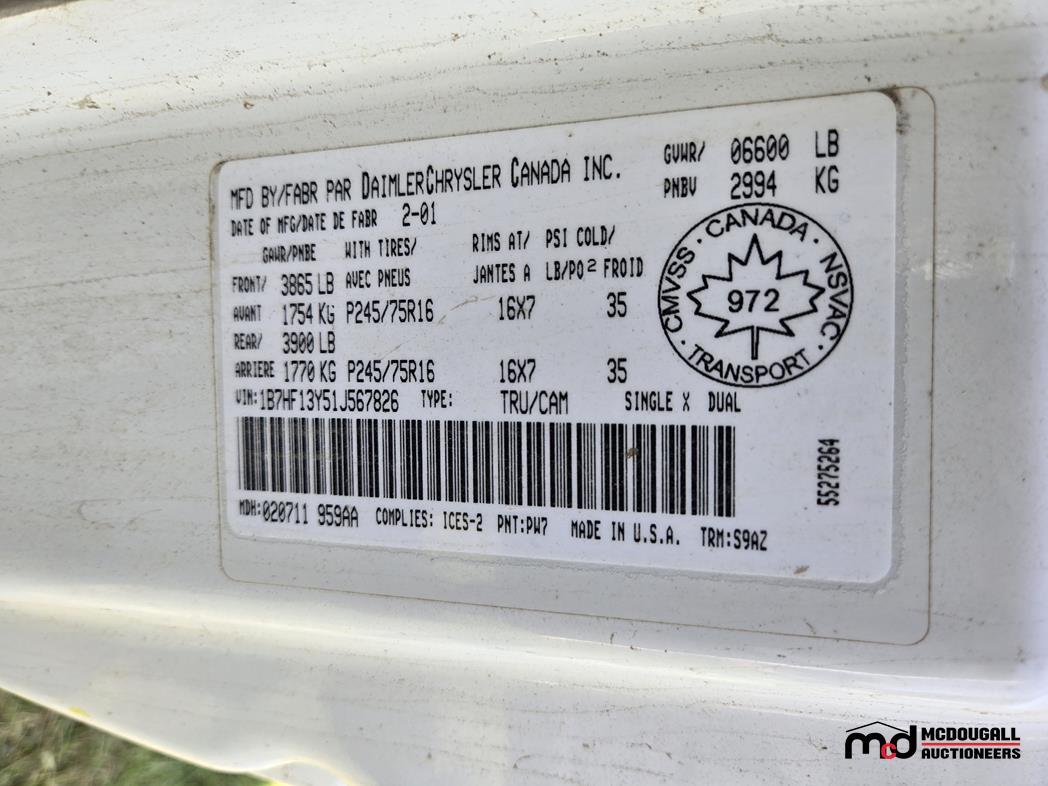 MFD BY/FABR PAR DAIMLERCHRYSLER CANADA INC.
GVWR/ 06600 LB
PNBV 2994 KG
DATE OF MFG/DATE DE FABR 2-01
GAWR/PNBE WITH TIRES/ RIMS AT/ PSI COLD/
FRONT/ 3865 LB AVEC PNEUS JANTES A LB/PO2 FROID
AVANT 1754 KG P245/75R16 16X7 35
REAR/ 3900 LB
ARRIERE 1770 KG P245/75R16 16X7 35
CMVSS · CANADA · NSVAC · TRANSPORT ·
972
VIN:1B7HF13Y51J567826 TYPE: TRU/CAM SINGLE X DUAL
55275264
MDH:020711 959AA COMPLIES: ICES-2 PNT:PW7 MADE IN U.S.A. TRM:S9AZ
mcd MCDOUGALL
AUCTIONEERS